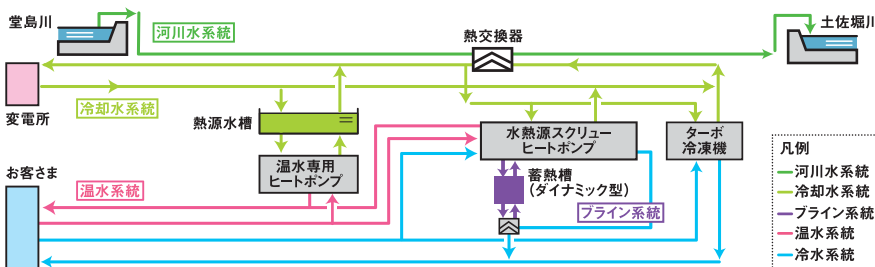 堂島川
河川水系統
熱交換器
土佐堀川
変電所
冷却水系統
熱源水槽
温水専用
ヒートポンプ
水熱源スクリュー
ヒートポンプ
ターボ
冷凍機
蓄熱槽
(ダイナミック型)
ブライン系統
お客さま
温水系統
凡例
河川水系統
冷却水系統
ブライン系統
温水系統
冷水系統